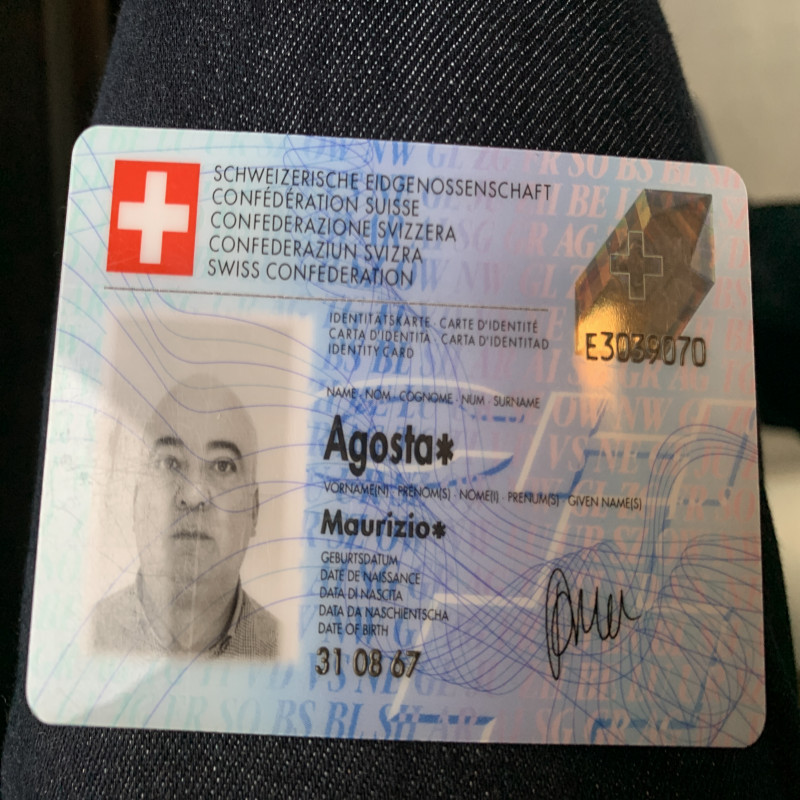 SCHWEIZERISCHE EIDGENOSSENSCHAFT
CONFÉDÉRATION SUISSE
CONFEDERAZIONE SVIZZERA
CONFEDERAZIUN SVIZRA
SWISS CONFEDERATION
IDENTITÄTSKARTE · CARTE D'IDENTITÉ
CARTA D'IDENTITÀ · CARTA D'IDENTITAD
IDENTITY CARD
E3039070
NAME · NOM · COGNOME · NUM · SURNAME
Agosta*
VORNAME(N) · PRÉNOM(S) · NOME(I) · PRENUM(S) · GIVEN NAME(S)
Maurizio*
GEBURTSDATUM
DATE DE NAISSANCE
DATA DI NASCITA
DATA DA NASCHIENTSCHA
DATE OF BIRTH
31 08 67